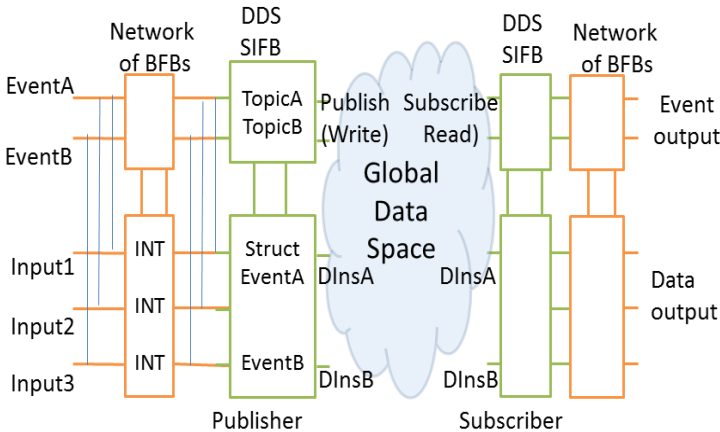 DDS
SIFB
Network
of BFBs
EventA
EventB
TopicA
TopicB
Publish
(Write)
Subscribe
Read)
DDS
SIFB
Network
of BFBs
Event
output
Global
Data
Space
Input1
Input2
Input3
INT
INT
INT
Struct
EventA
EventB
DInsA
DInsB
DInsA
DInsB
Data
output
Publisher
Subscriber